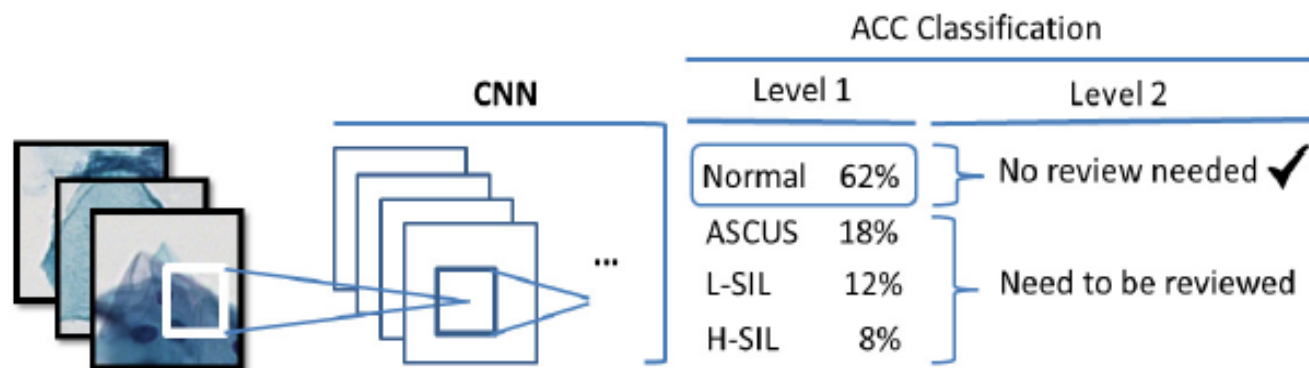 ACC Classification
CNN
Level 1
Level 2
Normal 62%
No review needed ✓
ASCUS 18%
L-SIL 12%
Need to be reviewed
H-SIL 8%
...